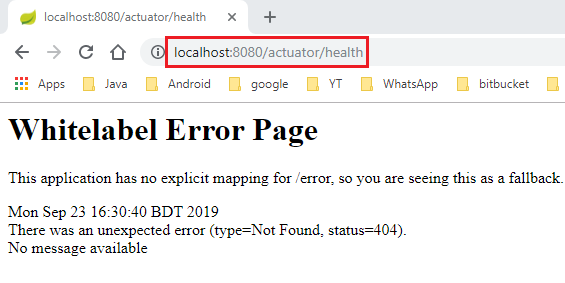 localhost:8080/actuator/health
localhost:8080/actuator/health
Apps Java Android google YT WhatsApp bitbucket
Whitelabel Error Page
This application has no explicit mapping for /error, so you are seeing this as a fallback.
Mon Sep 23 16:30:40 BDT 2019
There was an unexpected error (type=Not Found, status=404).
No message available